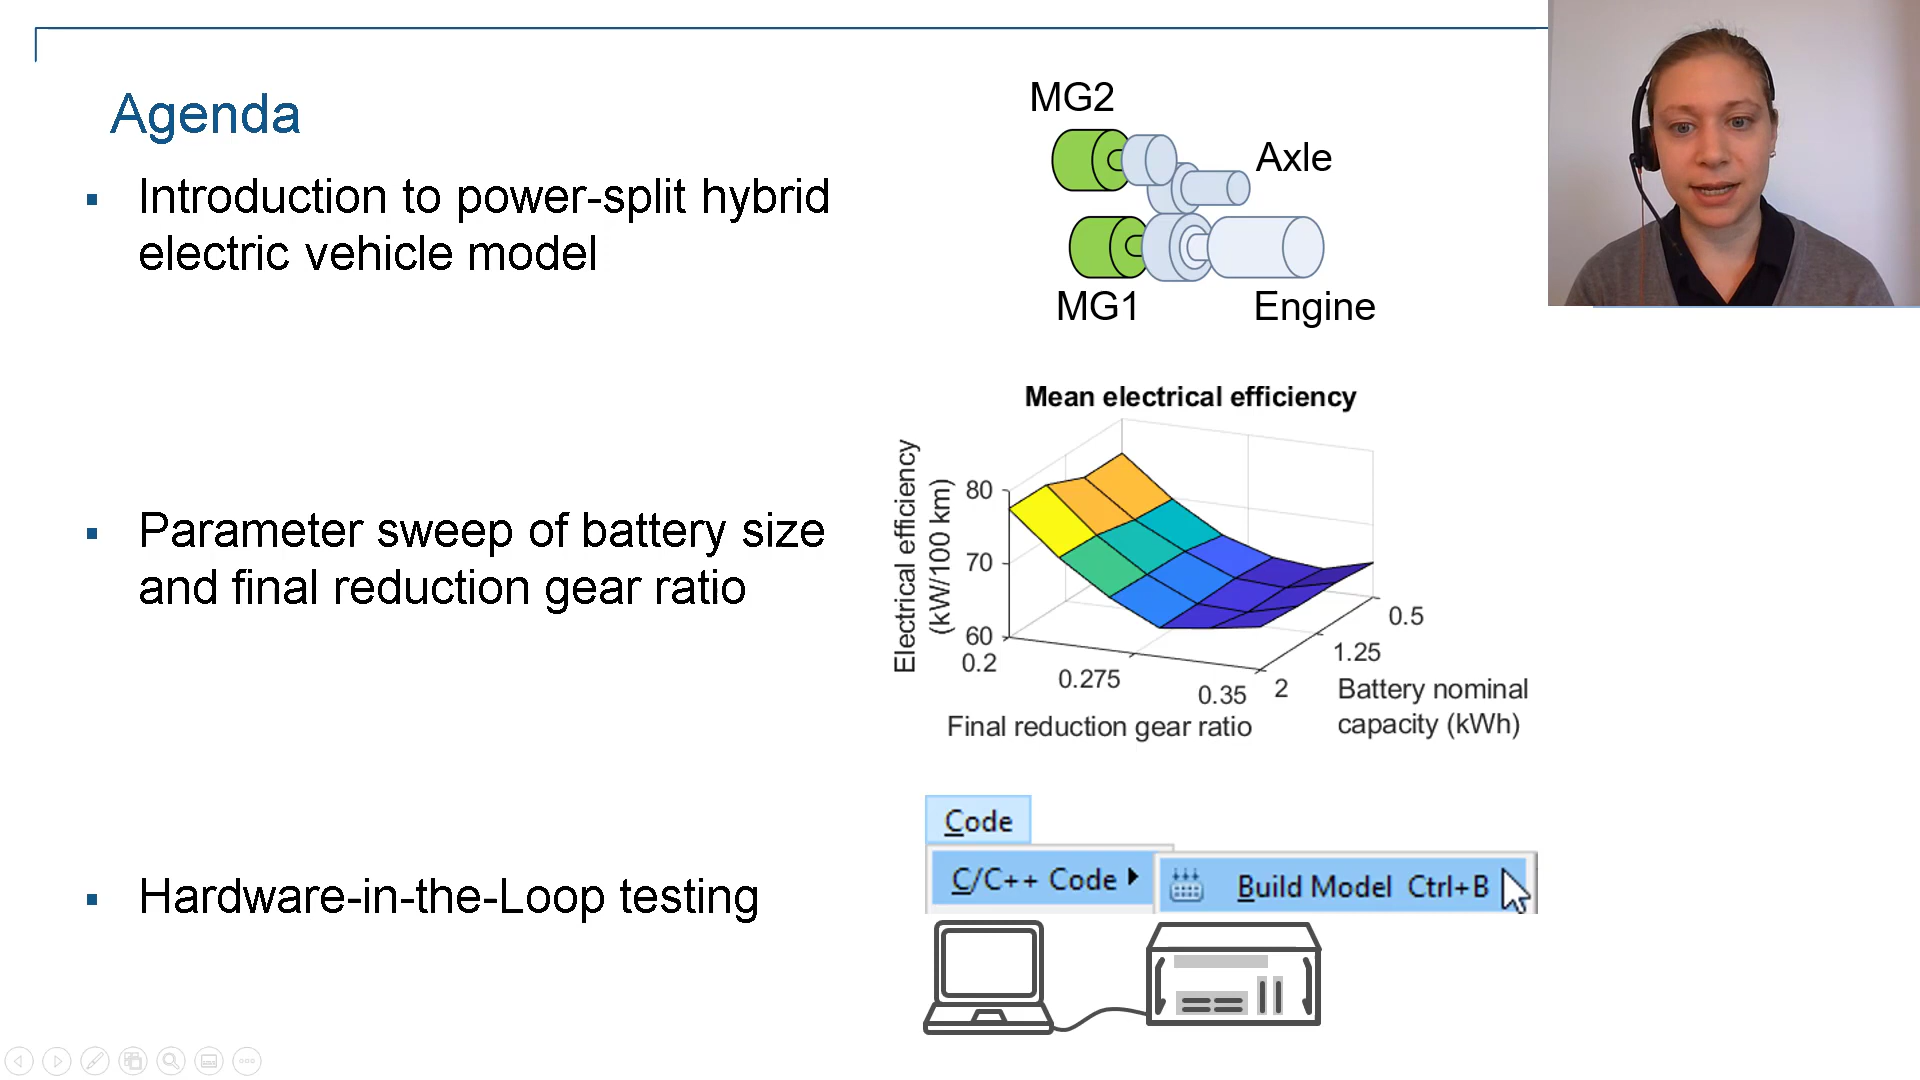 Agenda
Introduction to power-split hybrid
electric vehicle model
MG2
Axle
MG1
Engine
Parameter sweep of battery size
and final reduction gear ratio
Mean electrical efficiency
Electrical efficiency
(kW/100 km)
80
70
60
0.2
0.275
0.35
Final reduction gear ratio
2
1.25
0.5
Battery nominal
capacity (kWh)
Hardware-in-the-Loop testing
Code
C/C++ Code
Build Model Ctrl+B